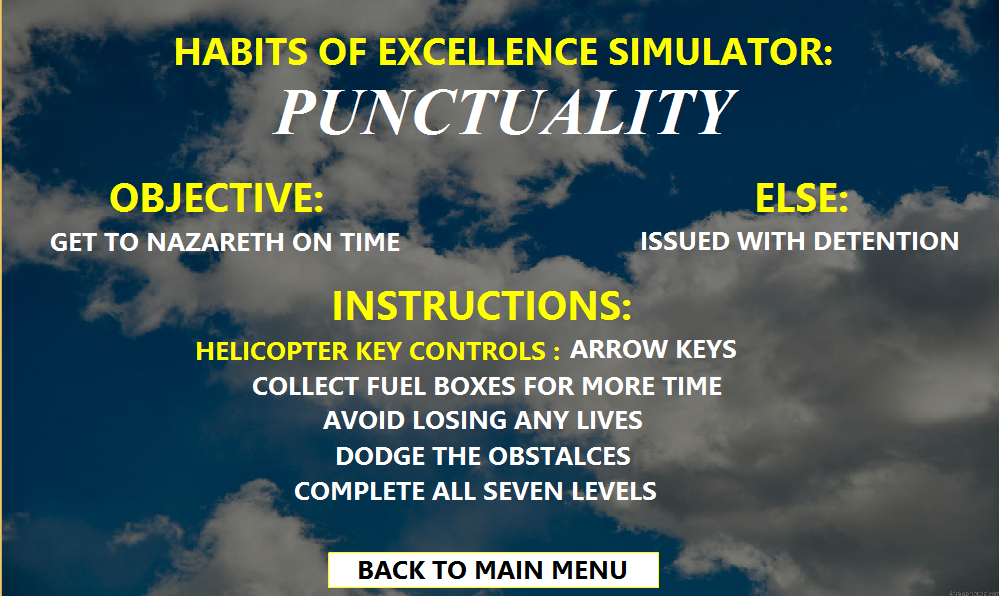 HABITS OF EXCELLENCE SIMULATOR:
PUNCTUALITY
OBJECTIVE:
GET TO NAZARETH ON TIME
ELSE:
ISSUED WITH DETENTION
INSTRUCTIONS:
HELICOPTER KEY CONTROLS : ARROW KEYS
COLLECT FUEL BOXES FOR MORE TIME
AVOID LOSING ANY LIVES
DODGE THE OBSTALCES
COMPLETE ALL SEVEN LEVELS
BACK TO MAIN MENU